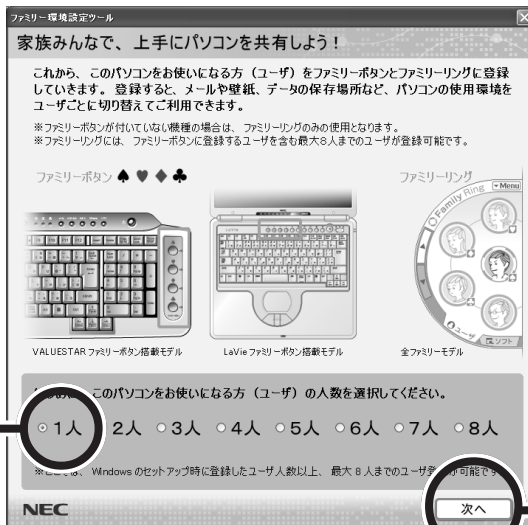 ファミリー環境設定ツール
家族みんなで、上手にパソコンを共有しよう！
これから、このパソコンをお使いになる方（ユーザ）をファミリーボタンとファミリーリングに登録
していきます。登録すると、メールや壁紙、データの保存場所など、パソコンの使用環境を
ユーザごとに切り替えてご利用できます。
※ファミリーボタンが付いていない機種の場合は、ファミリーリングのみの使用となります。
※ファミリーリングには、ファミリーボタンに登録するユーザを含む最大8人までのユーザが登録可能です。
ファミリーボタン ♠ ♥ ♦ ♣
ファミリーリング
Family Ring
Menu
ユーザ
ソフト
VALUESTAR ファミリーボタン搭載モデル
LaVie ファミリーボタン搭載モデル
全ファミリーモデル
このパソコンをお使いになる方（ユーザ）の人数を選択してください。
1人 2人 3人 4人 5人 6人 7人 8人
Windows のセットアップ時に登録したユーザ人数以上、最大 8 人までのユーザ登 が可能です
NEC
次へ